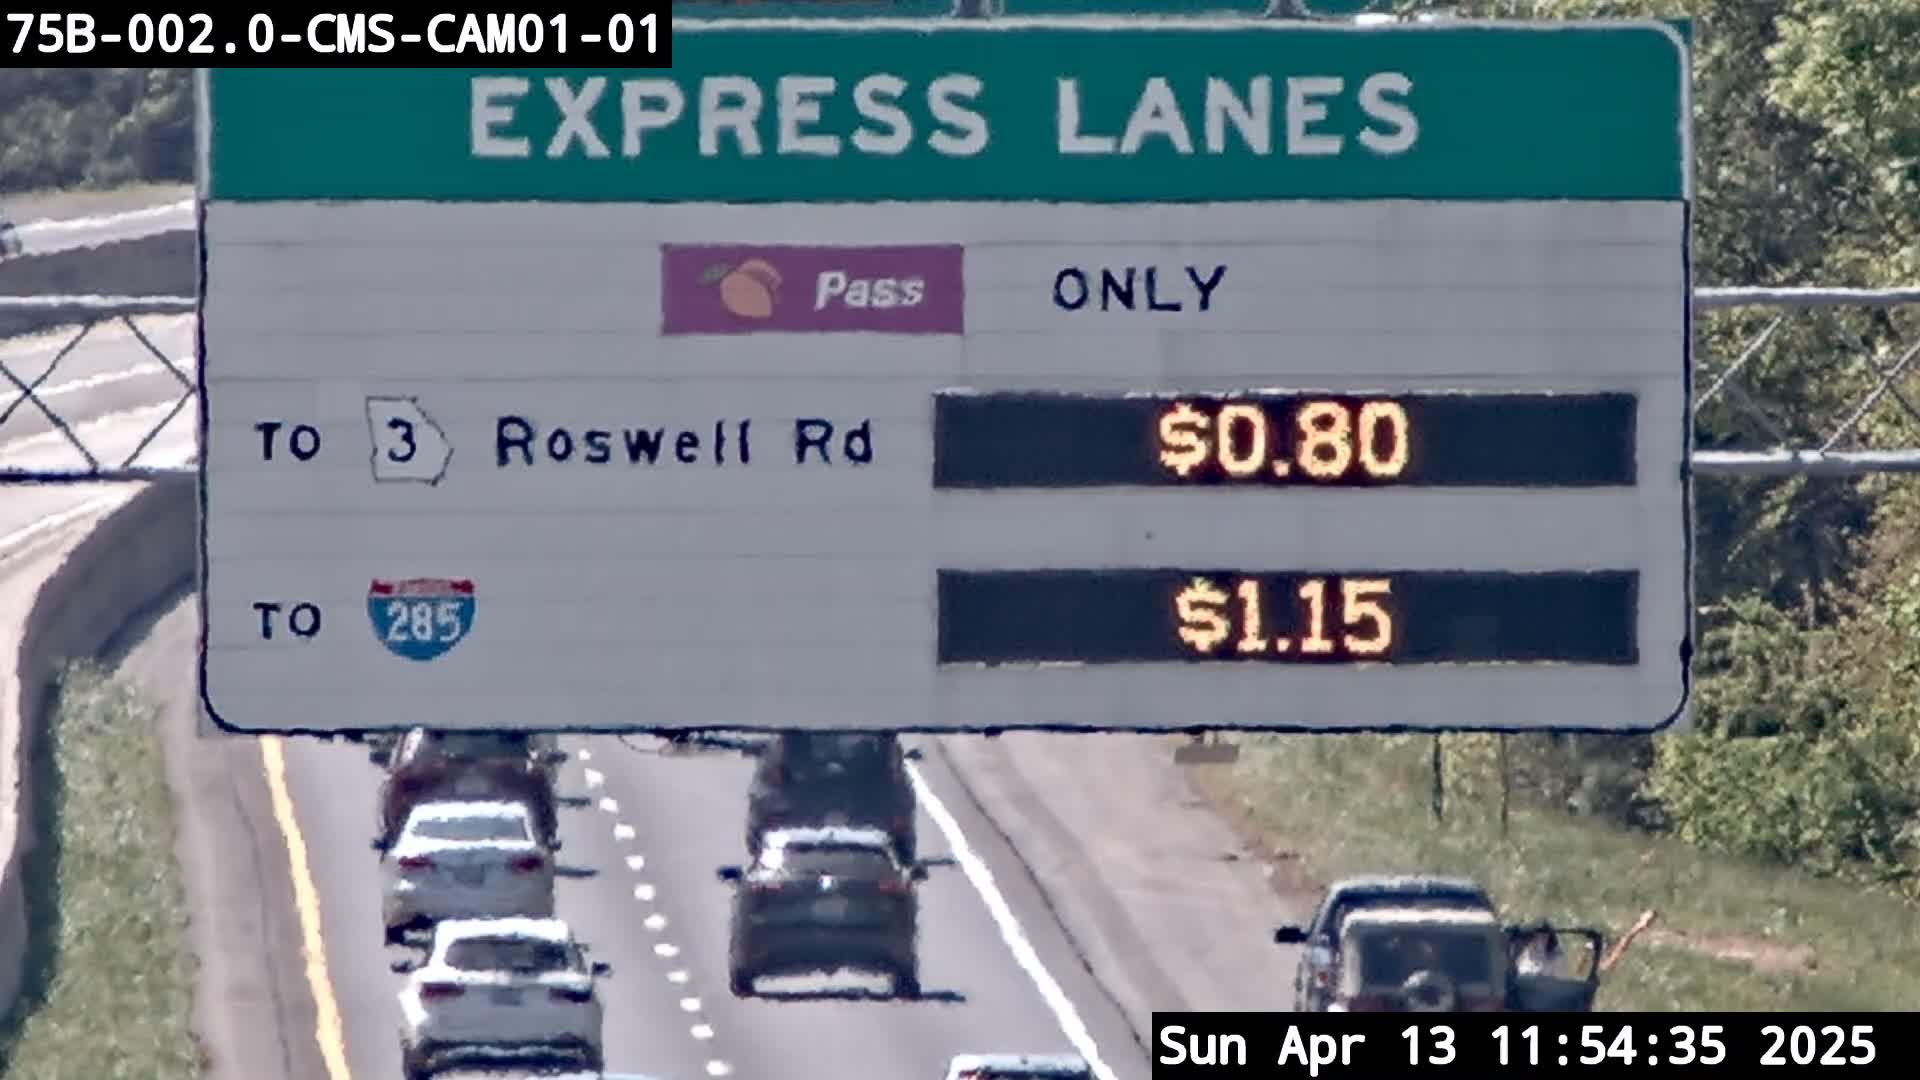 75B-002.0-CMS-CAM01-01
EXPRESS LANES
Pass ONLY
TO 3 Roswell Rd $0.80
TO 285 $1.15
Sun Apr 13 11:54:35 2025